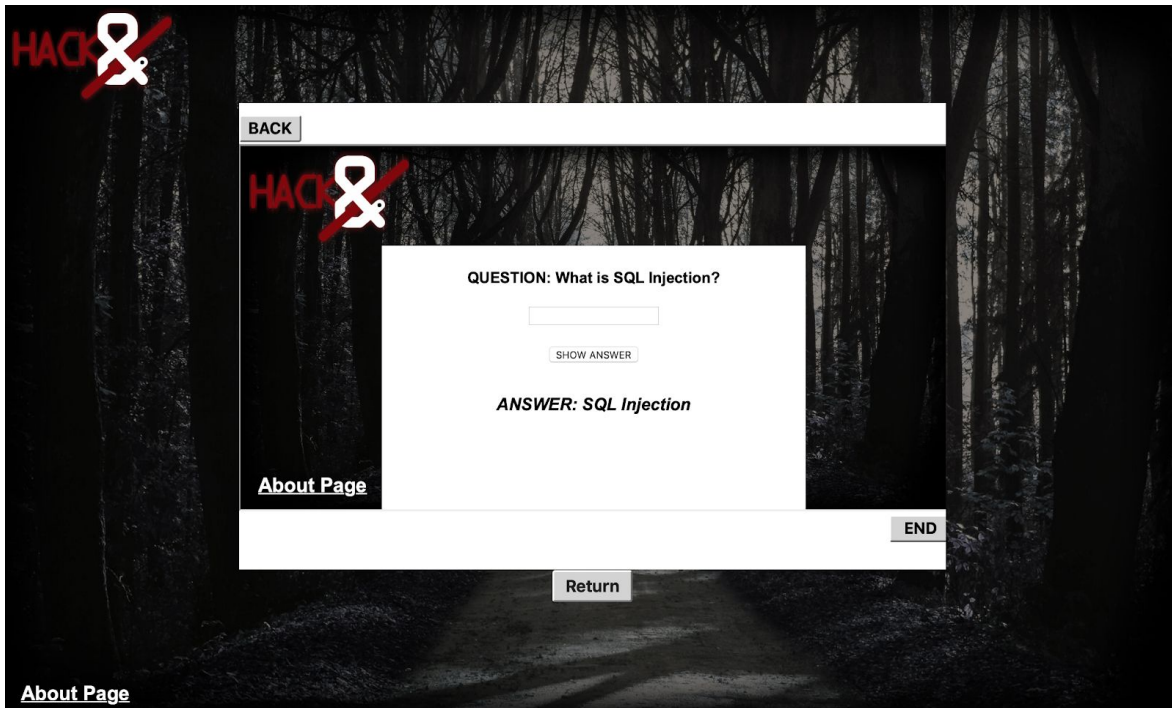 HACK&
BACK
HACK&
QUESTION: What is SQL Injection?
SHOW ANSWER
ANSWER: SQL Injection
About Page
END
Return
About Page